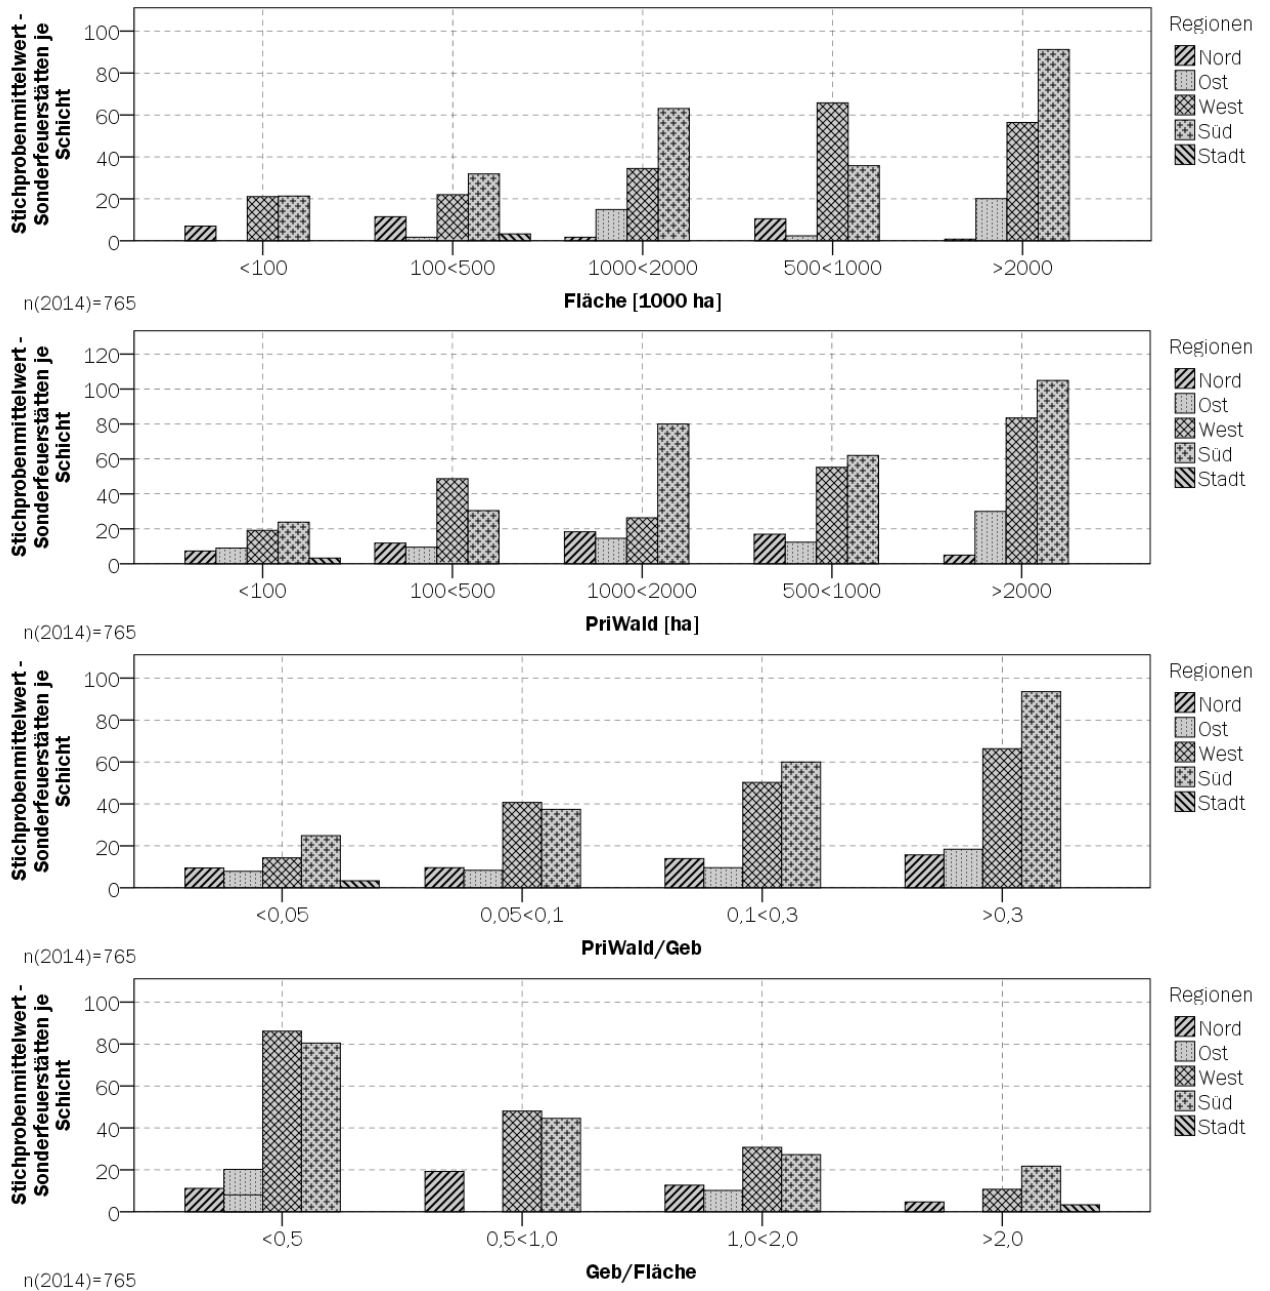 Stichprobenmittelwert -
Sonderfeuerstätten je
Schicht
100
80
60
40
20
0
<100
100<500
1000<2000
500<1000
>2000
Fläche [1000 ha]
n(2014)=765
Regionen
Nord
Ost
West
Süd
Stadt
Stichprobenmittelwert -
Sonderfeuerstätten je
Schicht
120
100
80
60
40
20
0
<100
100<500
1000<2000
500<1000
>2000
PriWald [ha]
n(2014)=765
Regionen
Nord
Ost
West
Süd
Stadt
Stichprobenmittelwert -
Sonderfeuerstätten je
Schicht
100
80
60
40
20
0
<0,05
0,05<0,1
0,1<0,3
>0,3
PriWald/Geb
n(2014)=765
Regionen
Nord
Ost
West
Süd
Stadt
Stichprobenmittelwert -
Sonderfeuerstätten je
Schicht
100
80
60
40
20
0
<0,5
0,5<1,0
1,0<2,0
>2,0
Geb/Fläche
n(2014)=765
Regionen
Nord
Ost
West
Süd
Stadt